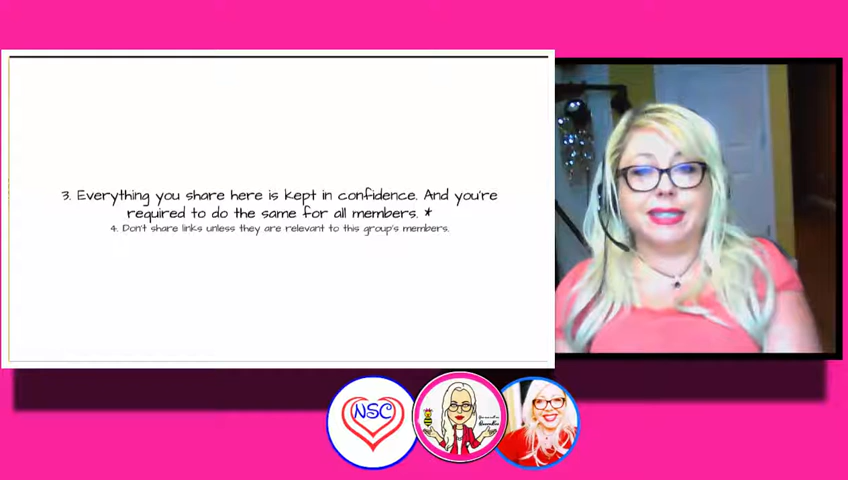 3. Everything you share here is kept in confidence. And you're
required to do the same for all members. *
4. Don't share links unless they are relevant to this group's members.
NSC